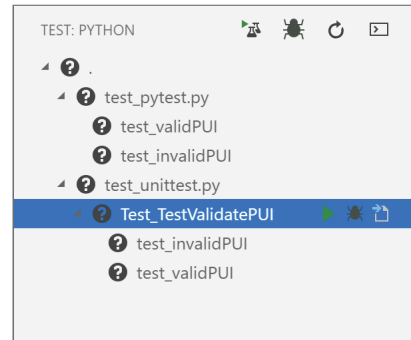 TEST: PYTHON
.
test_pytest.py
test_validPUI
test_invalidPUI
test_unittest.py
Test_TestValidatePUI
test_invalidPUI
test_validPUI